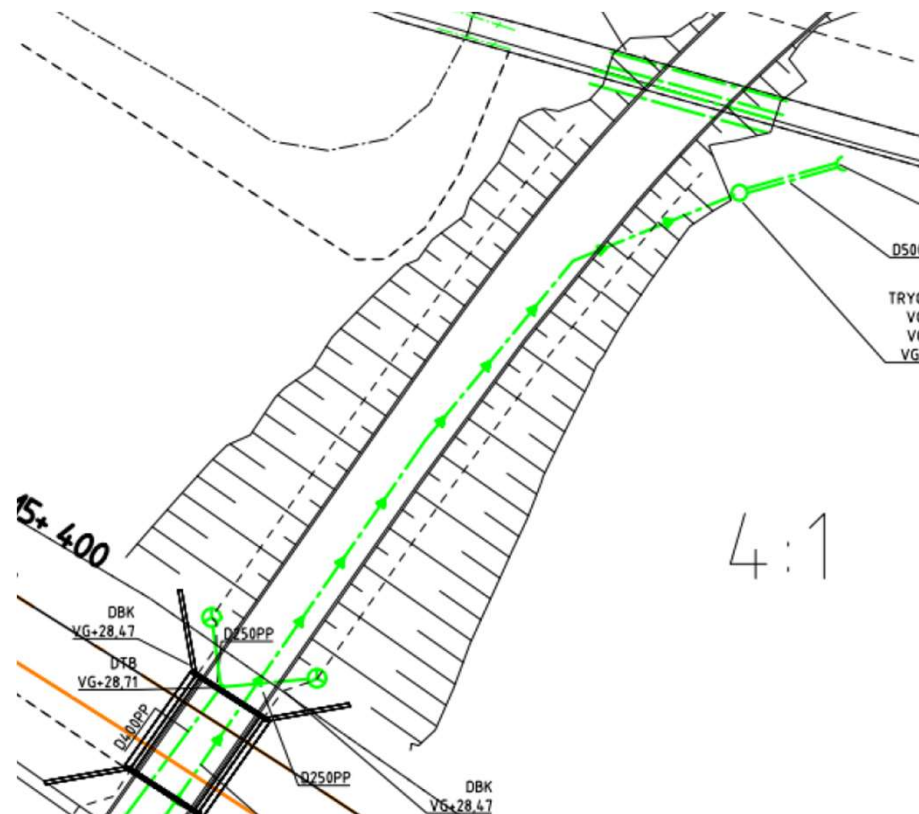 D500
TRYC
VG
VG
VG
4:1
15+ 400
DBK
VG+28,47
D250PP
DTB
VG+28,71
D400PP
D250PP
DBK
VG+28,47